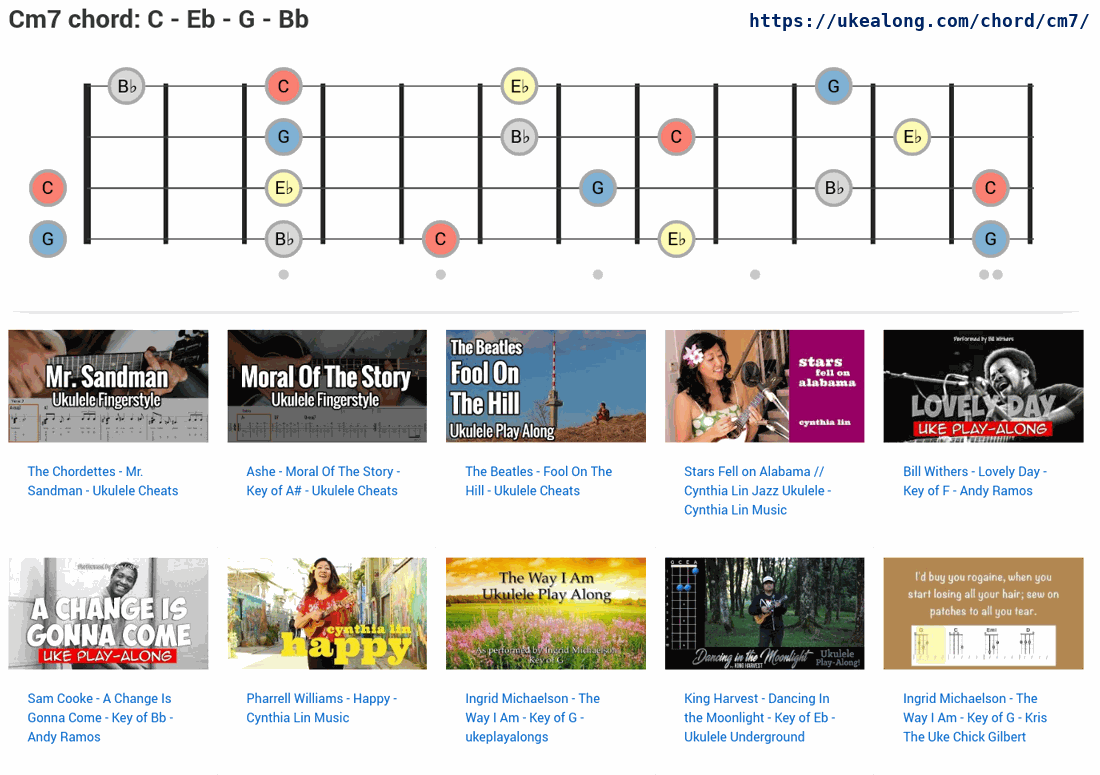 Cm7 chord: C - Eb - G - Bb
https://ukealong.com/chord/cm7/
B♭ C E♭ G
G B♭ C E♭
C E♭ G B♭ C
G B♭ C E♭ G
Mr. Sandman
Ukulele Fingerstyle
Moral Of The Story
Ukulele Fingerstyle
The Beatles
Fool On
The Hill
Ukulele Play Along
stars
fell on
alabama
cynthia lin
Performed by Bill Withers
LOVELY DAY
UKE PLAY-ALONG
The Chordettes - Mr.
Sandman - Ukulele Cheats
Ashe - Moral Of The Story -
Key of A# - Ukulele Cheats
The Beatles - Fool On The
Hill - Ukulele Cheats
Stars Fell on Alabama //
Cynthia Lin Jazz Ukulele -
Cynthia Lin Music
Bill Withers - Lovely Day -
Key of F - Andy Ramos
A CHANGE IS
GONNA COME
UKE PLAY-ALONG
cynthia lin
happy
The Way I Am
Ukulele Play Along
As performed by Ingrid Michaelson
Key of G
G C E A
Dancing in the Moonlight
KING HARVEST
Ukulele
Play-Along!
I'd buy you rogaine, when you
start losing all your hair; sew on
patches to all you tear.
G C Em7 D
Sam Cooke - A Change Is
Gonna Come - Key of Bb -
Andy Ramos
Pharrell Williams - Happy -
Cynthia Lin Music
Ingrid Michaelson - The
Way I Am - Key of G -
ukeplayalongs
King Harvest - Dancing In
the Moonlight - Key of Eb -
Ukulele Underground
Ingrid Michaelson - The
Way I Am - Key of G - Kris
The Uke Chick Gilbert